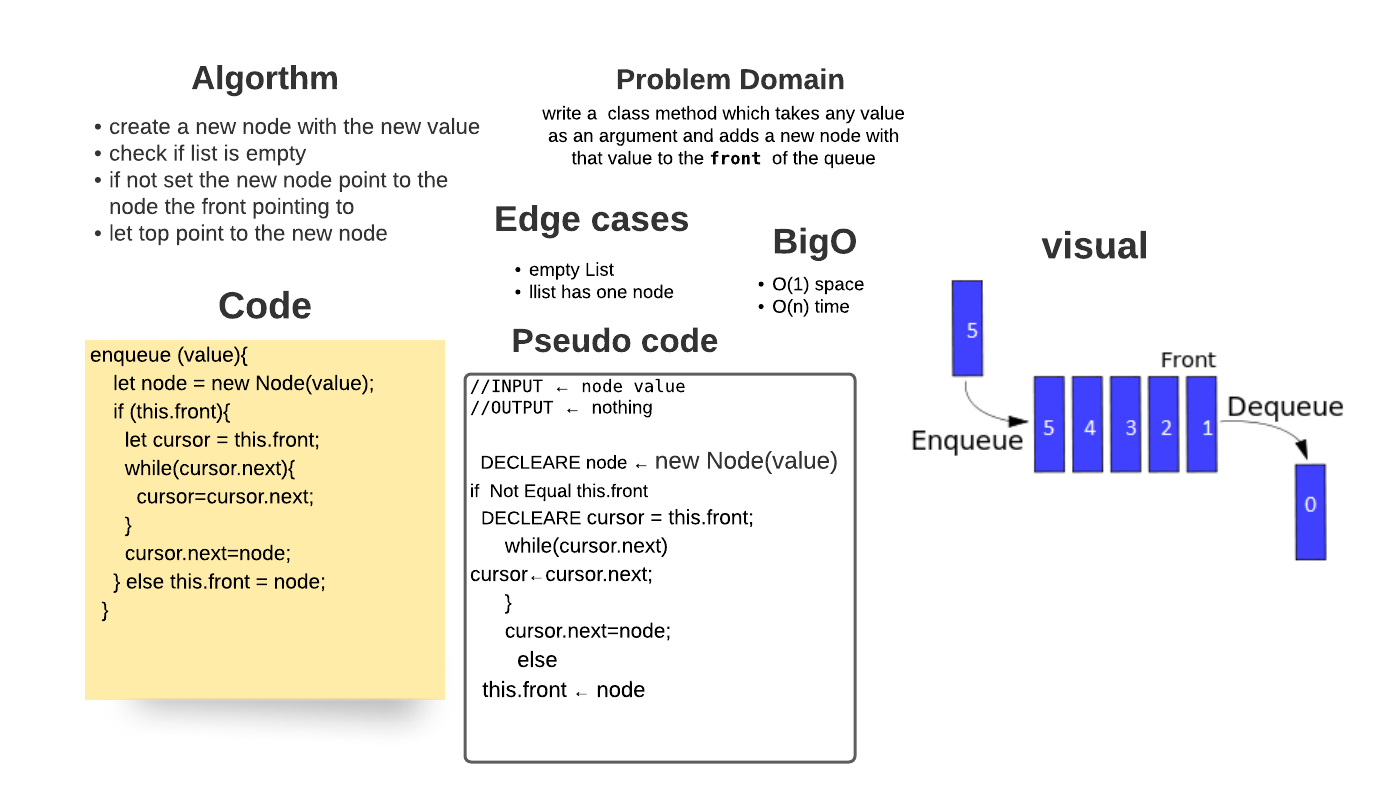 Algorthm
• create a new node with the new value
• check if list is empty
• if not set the new node point to the
node the front pointing to
• let top point to the new node
Problem Domain
write a class method which takes any value
as an argument and adds a new node with
that value to the front of the queue
Edge cases
• empty List
• llist has one node
BigO
• O(1) space
• O(n) time
Code
enqueue (value){
let node = new Node(value);
if (this.front){
let cursor = this.front;
while(cursor.next){
cursor=cursor.next;
}
cursor.next=node;
} else this.front = node;
}
Pseudo code
//INPUT ← node value
//OUTPUT ← nothing
DECLEARE node ← new Node(value)
if Not Equal this.front
DECLEARE cursor = this.front;
while(cursor.next)
cursor←cursor.next;
}
cursor.next=node;
else
this.front ← node
visual
5
Front
Enqueue
5 4 3 2 1
Dequeue
0